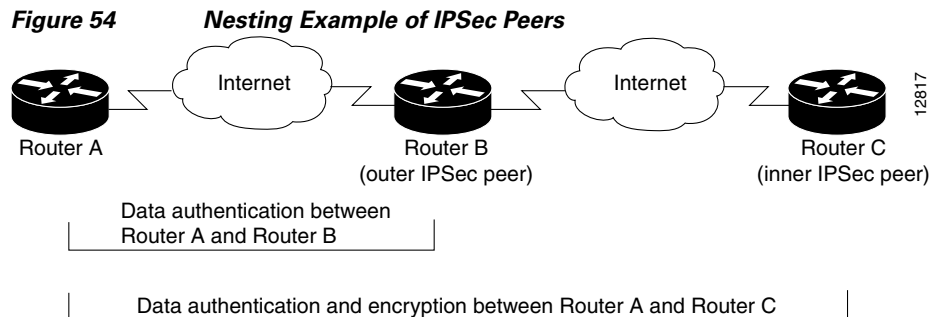 Figure 54 Nesting Example of IPSec Peers
Internet
Internet
12817
Router A
Router B
(outer IPSec peer)
Router C
(inner IPSec peer)
Data authentication between
Router A and Router B
Data authentication and encryption between Router A and Router C